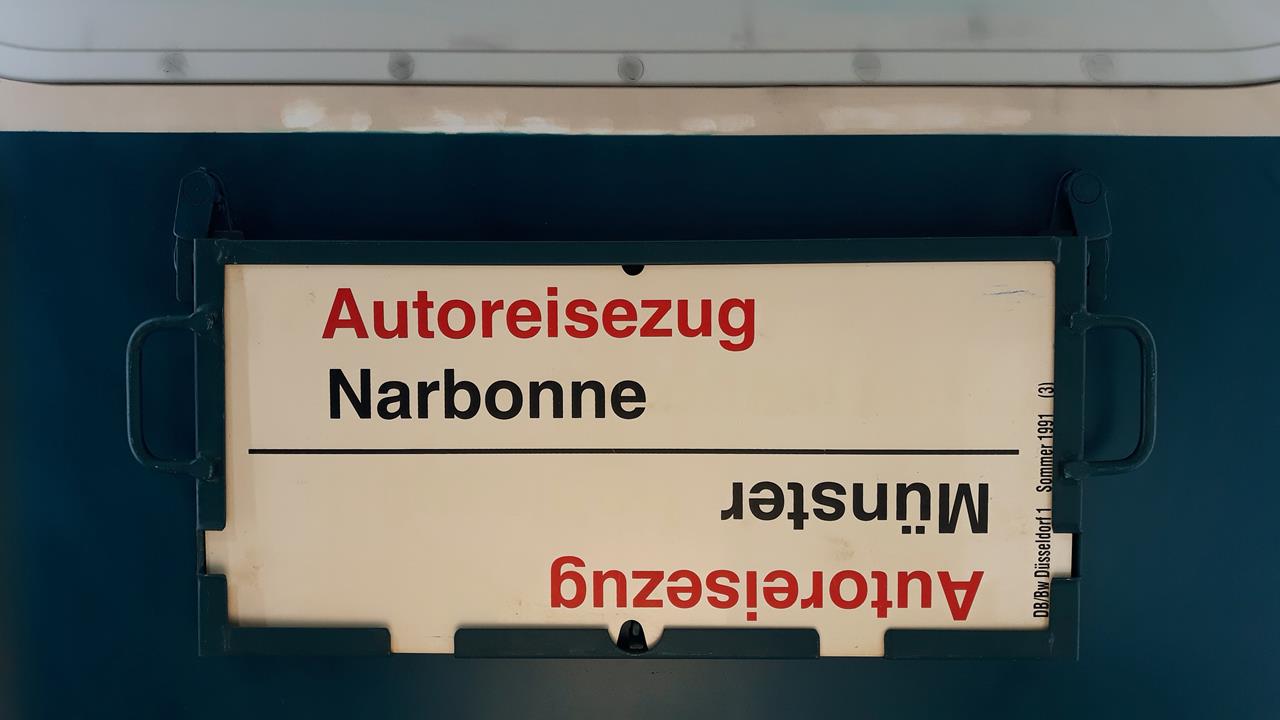 Autoreisezug
Narbonne
Münster
Autoreisezug
DB/Bw Düsseldorf 1 Sommer 1991 (3)